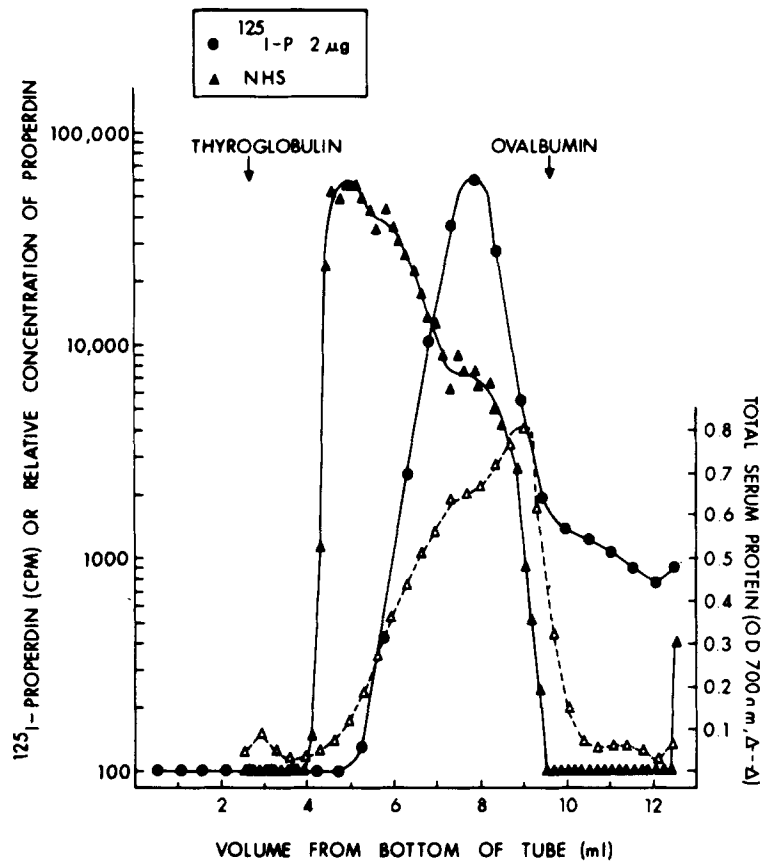 125I-P 2 µg
NHS
THYROGLOBULIN
OVALBUMIN
125I-PROPERDIN (CPM) OR RELATIVE CONCENTRATION OF PROPERDIN
100,000
10,000
1000
100
TOTAL SERUM PROTEIN (OD 700nm, Δ--Δ)
0.8
0.7
0.6
0.5
0.4
0.3
0.2
0.1
2
4
6
8
10
12
VOLUME FROM BOTTOM OF TUBE (ml)